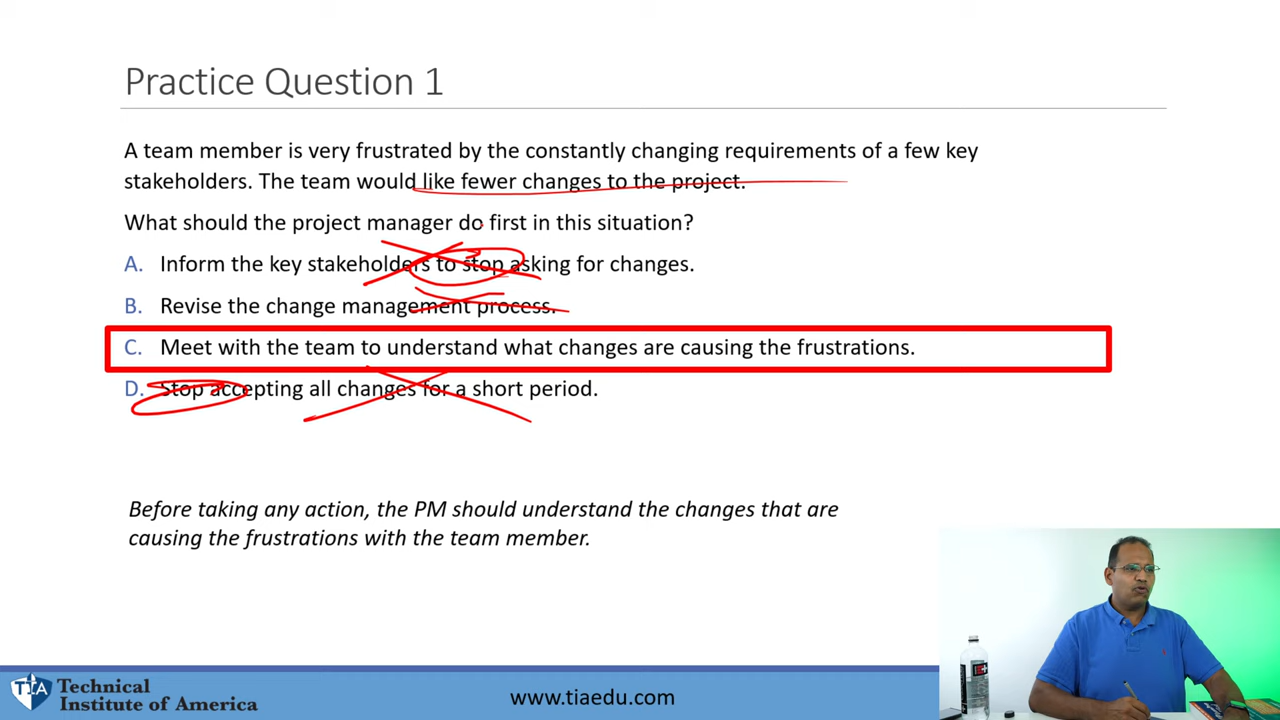 Practice Question 1
A team member is very frustrated by the constantly changing requirements of a few key
stakeholders. The team would like fewer changes to the project.
What should the project manager do first in this situation?
A. Inform the key stakeholders to stop asking for changes.
B. Revise the change management process.
C. Meet with the team to understand what changes are causing the frustrations.
D. Stop accepting all changes for a short period.
Before taking any action, the PM should understand the changes that are
causing the frustrations with the team member.
TIA
Technical
Institute of America
www.tiaedu.com